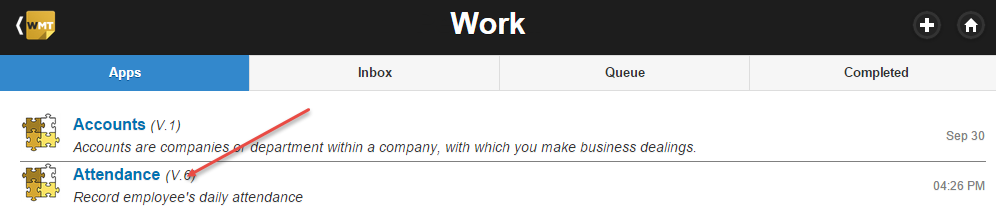 WMT
Work
Apps
Inbox
Queue
Completed
Accounts (V.1)
Accounts are companies or department within a company, with which you make business dealings.
Sep 30
Attendance (V.6)
Record employee's daily attendance
04:26 PM